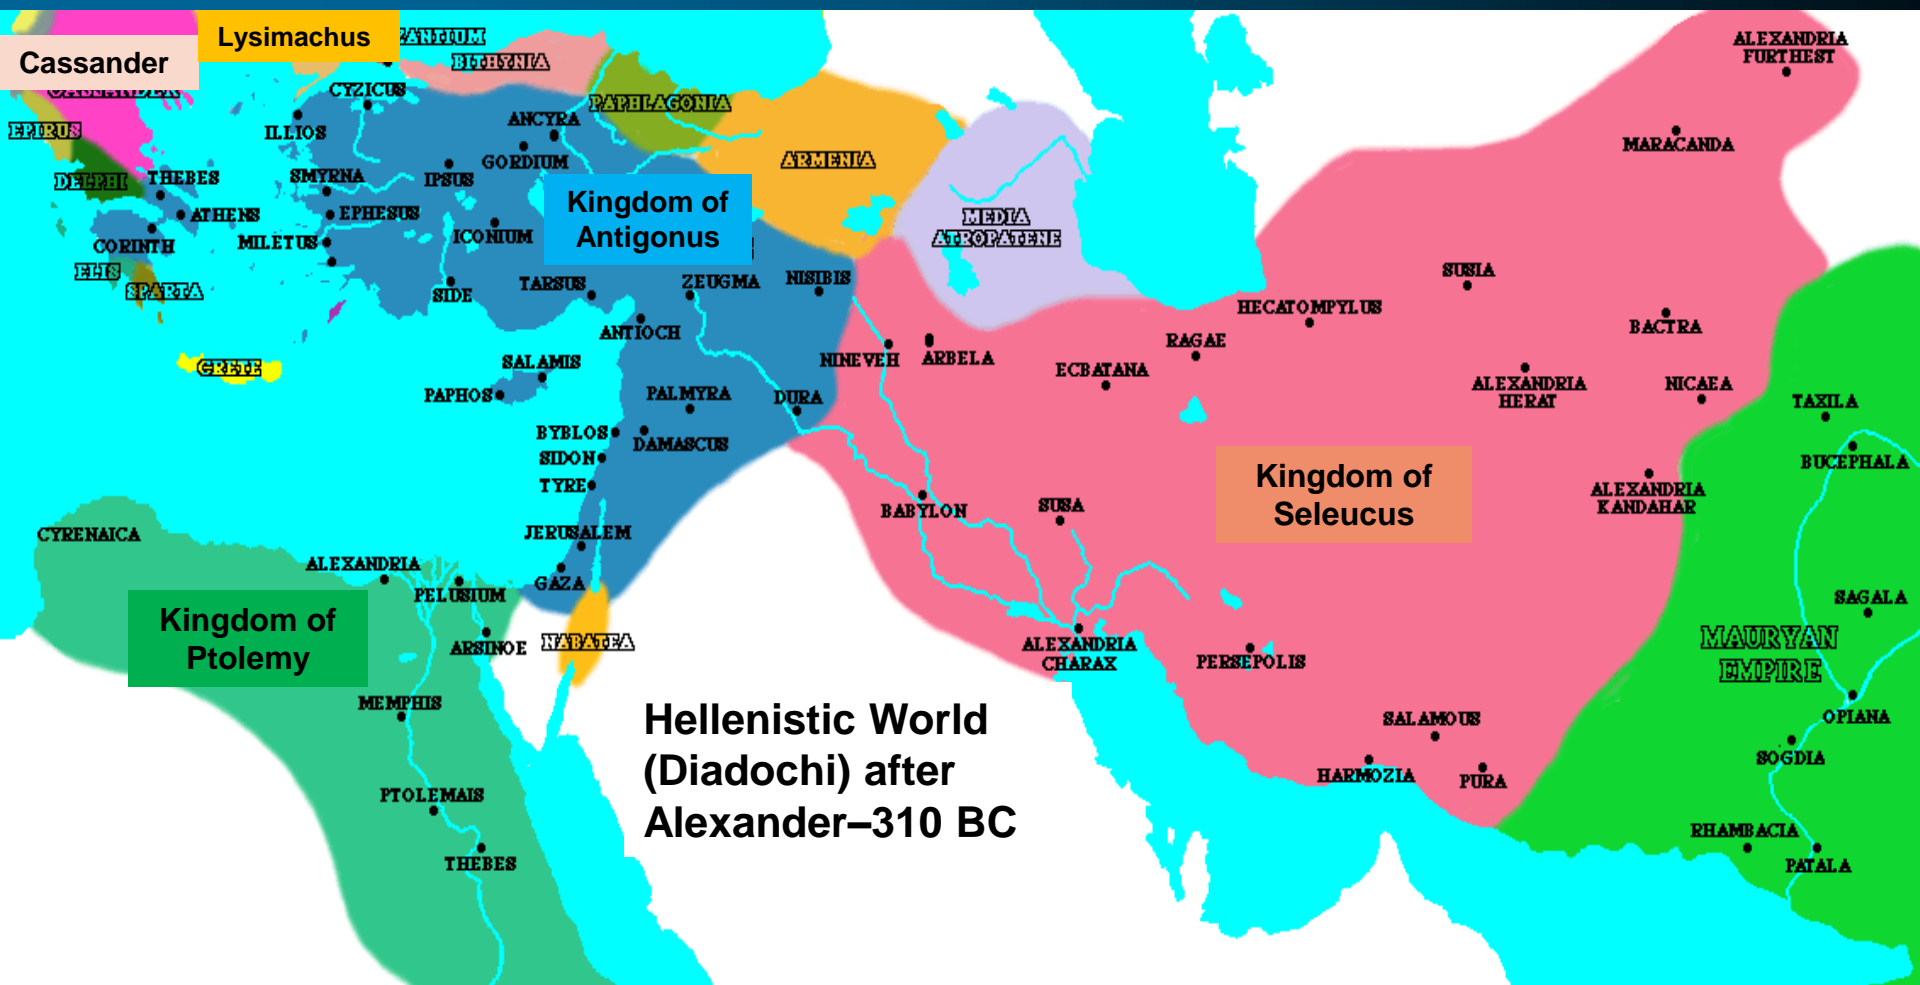 Cassander
Lysimachus
BITHYNIA
CYZICUS
PAPHLAGONIA
EPIRUS
ILLIOS
ANCYRA
GORDIUM
ARMENIA
DELPHI
THEBES
SMYRNA
IPSUS
ATHENS
EPHESUS
Kingdom of
Antigonus
MEDIA
ATROPATENE
CORINTH
MILETUS
ICONIUM
ELIS
SPARTA
SIDE
TARSUS
ZEUGMA
NISIBIS
ANTIOCH
CRETE
SALAMIS
PAPHOS
PALMYRA
DURA
NINEVEH
ARBELA
ECBATANA
RAGAE
HECATOMPYLUS
SUSIA
BACTRA
ALEXANDRIA
FURTHEST
MARACANDA
ALEXANDRIA
HERAT
NICAEA
TAXILA
BUCEPHALA
BYBLOS
DAMASCUS
SIDON
TYRE
BABYLON
SUSA
Kingdom of
Seleucus
ALEXANDRIA
KANDAHAR
CYRENAICA
JERUSALEM
ALEXANDRIA
PELUSIUM
GAZA
Kingdom of
Ptolemy
ARSINOE
NABATEA
ALEXANDRIA
CHARAX
PERSEPOLIS
SAGALA
MAURYAN
EMPIRE
MEMPHIS
Hellenistic World
(Diadochi) after
Alexander–310 BC
SALAMOUS
HARMOZIA
PURA
OPIANA
SOGDIA
PTOLEMAIS
THEBES
RHAMBACIA
PATALA